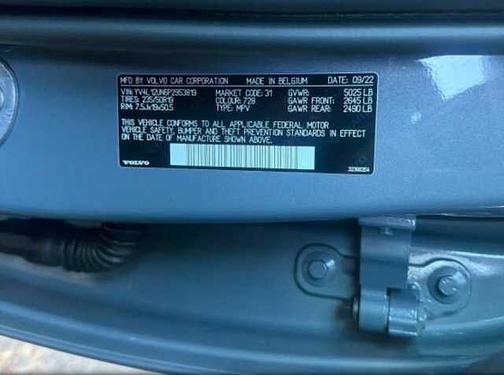 MFD BY VOLVO CAR CORPORATION MADE IN BELGIUM 09/22
VIN: YV4L12UN6P2953819 MARKET CODE: 31 GVWR: 5025 LB
TIRES: 235/50R19 COLOUR: 728 GAWR FRONT: 2645 LB
RIM: 7.5JX19X50.5 TYPE: MPV GAWR REAR: 2490 LB
THIS VEHICLE CONFORMS TO ALL APPLICABLE FEDERAL MOTOR
VEHICLE SAFETY, BUMPER, AND THEFT PREVENTION STANDARDS
IN EFFECT ON THE DATE OF MANUFACTURE SHOWN ABOVE.
VOLVO